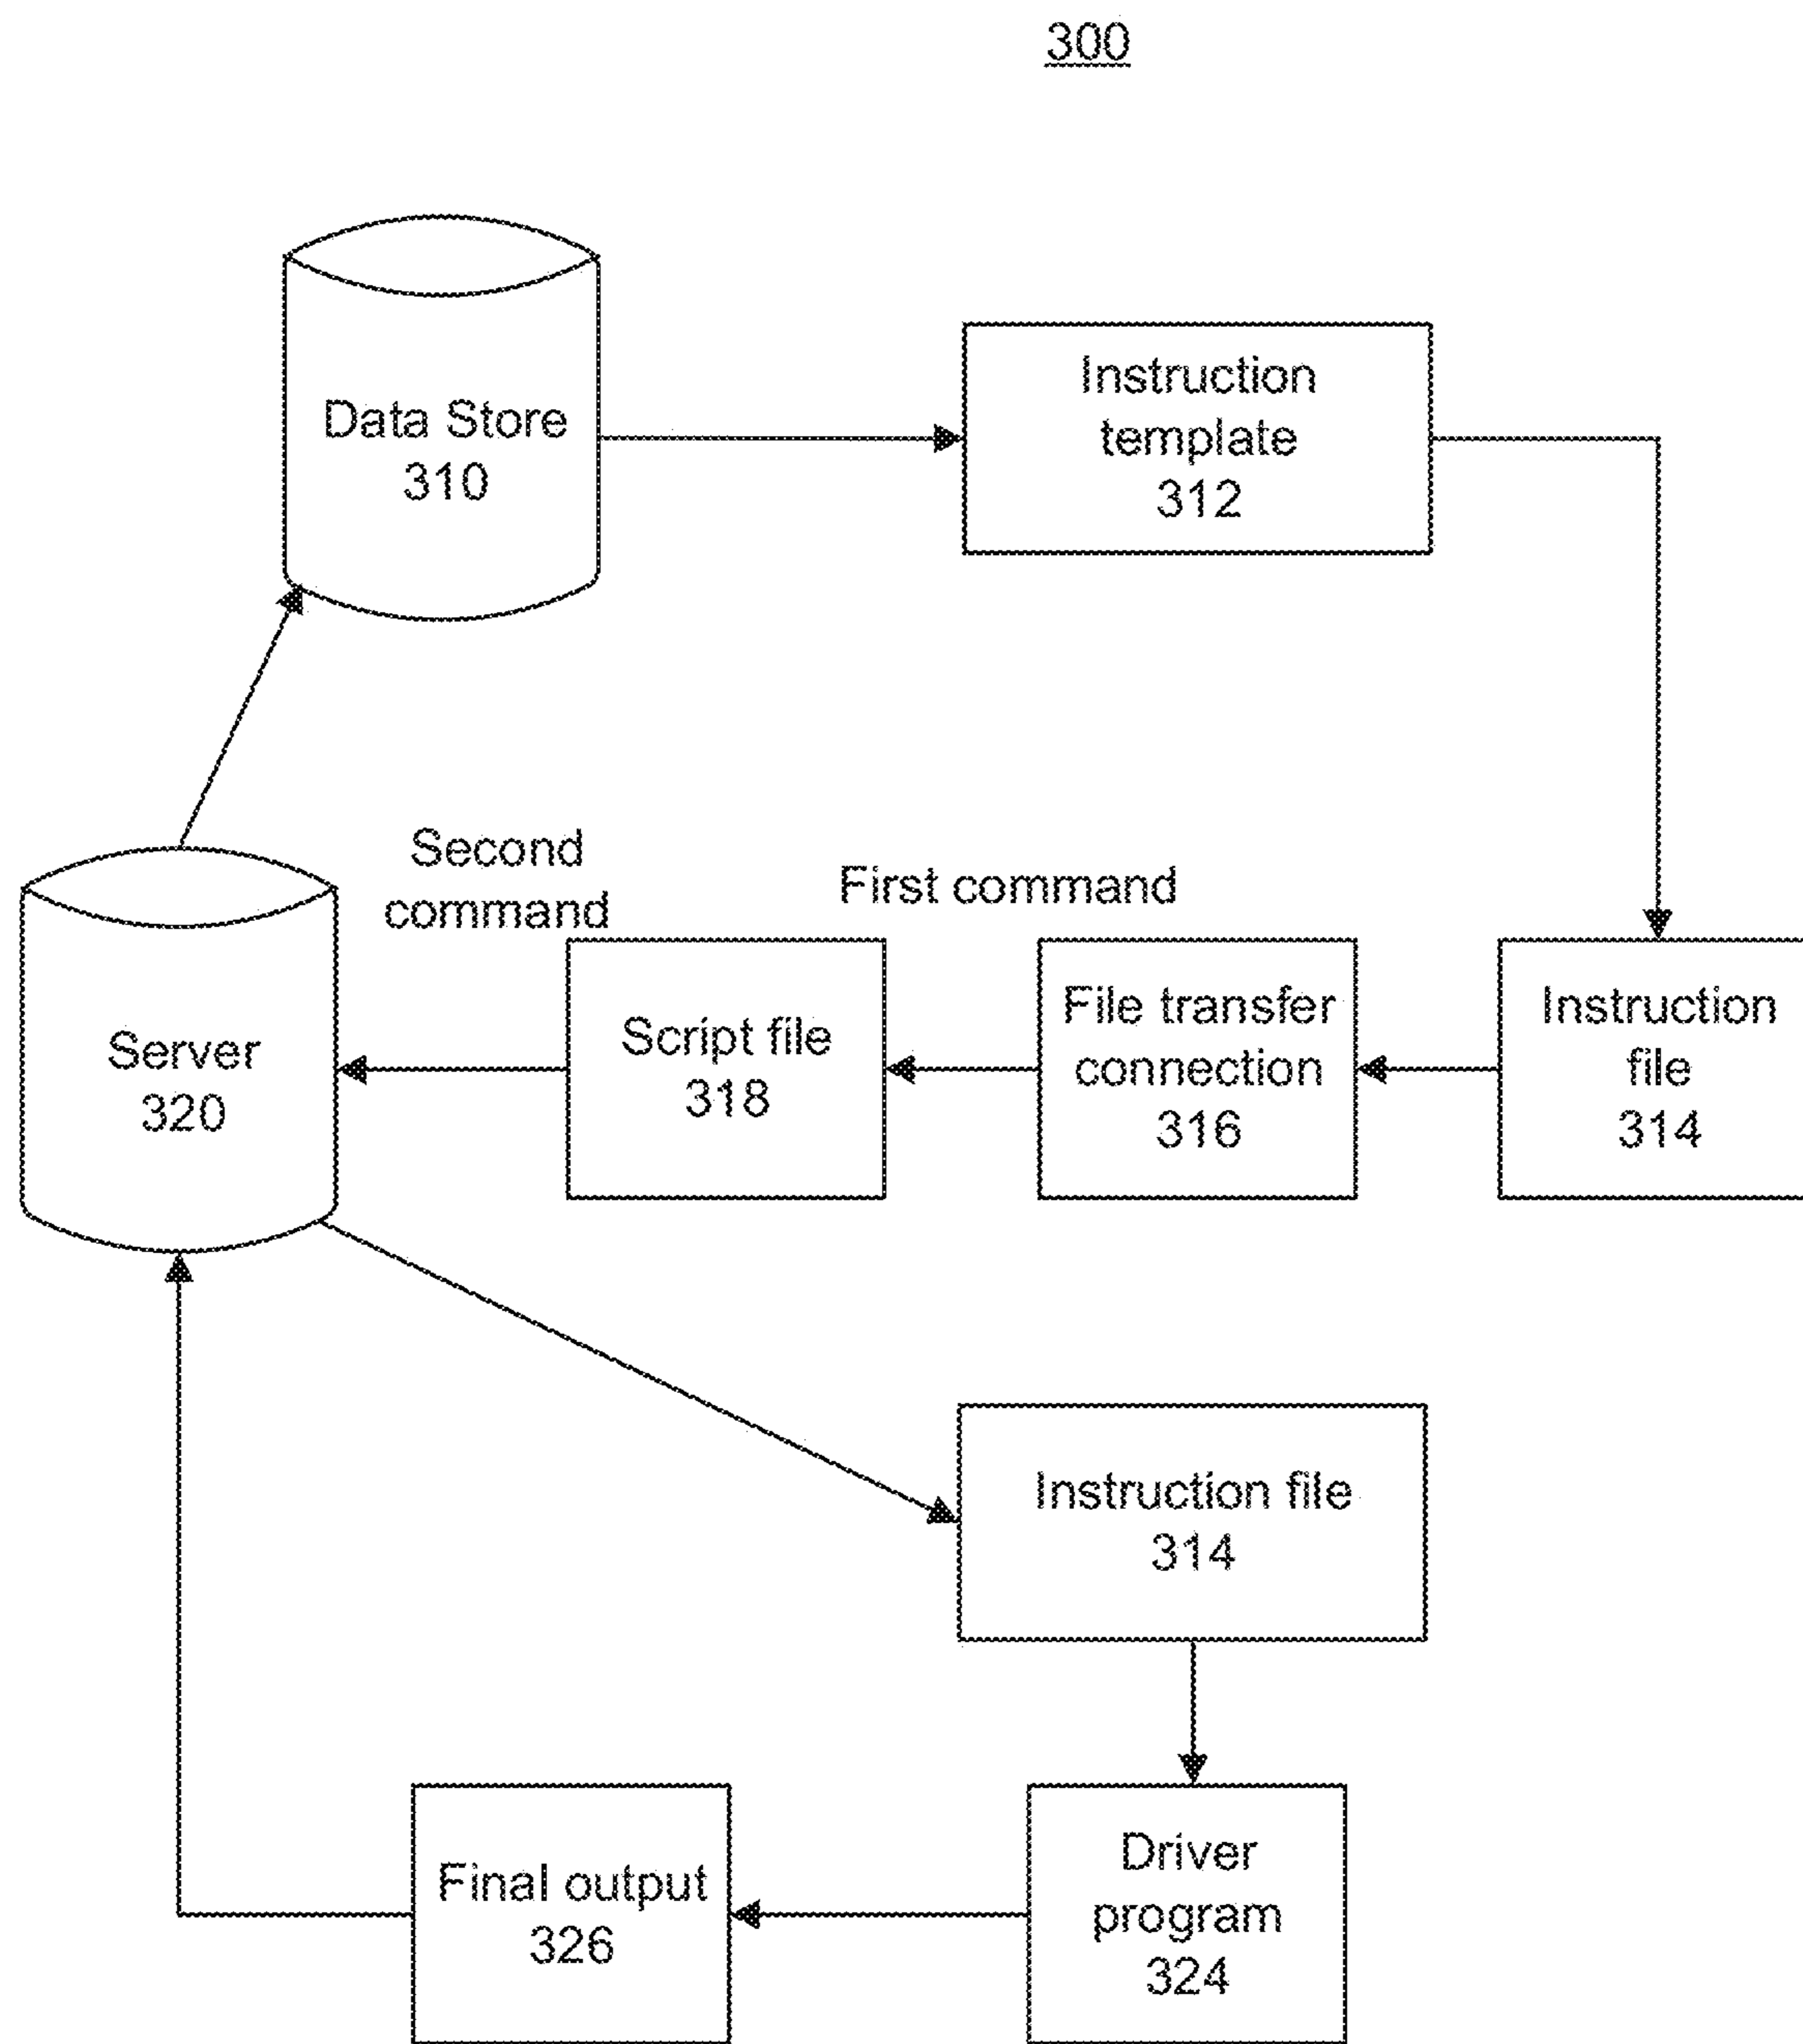 300
Data Store
310
Instruction
template
312
Second
command
First command
Server
320
Script file
318
File transfer
connection
316
Instruction
file
314
Instruction file
314
Final output
326
Driver
program
324